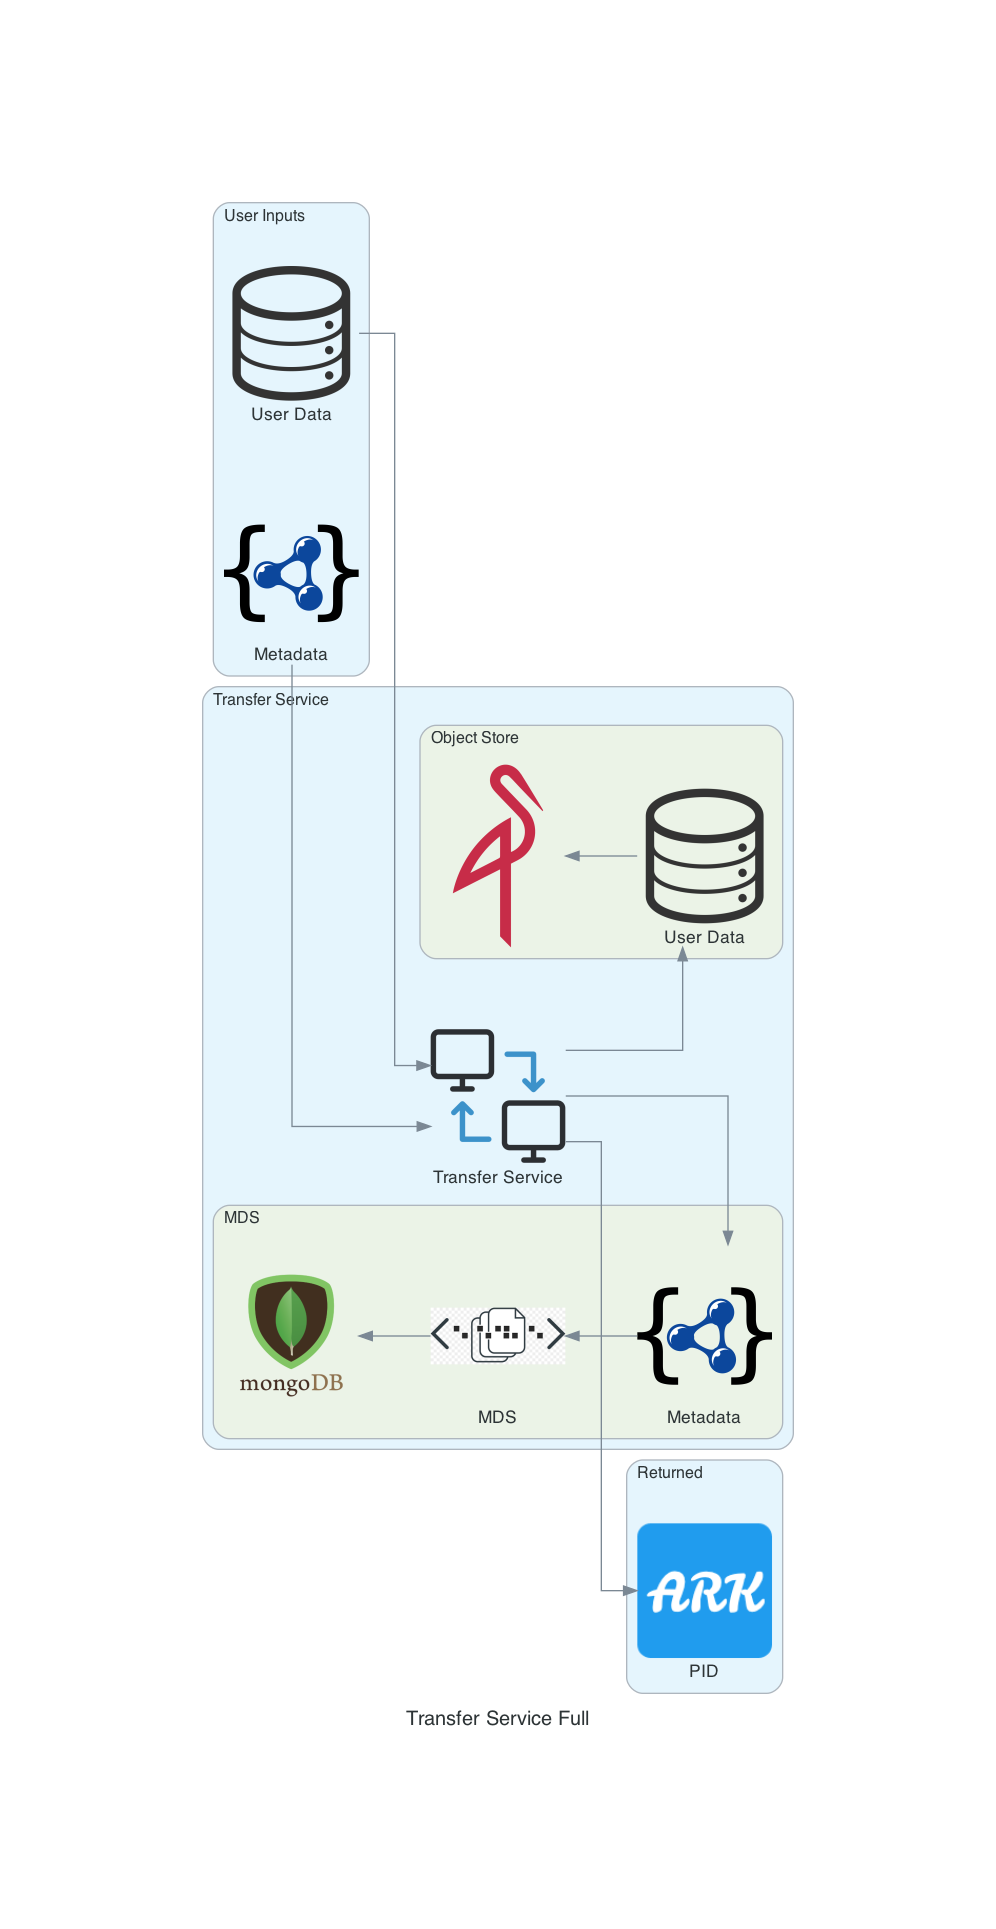 User Inputs
User Data
Metadata
Transfer Service
Object Store
User Data
Transfer Service
MDS
mongoDB
MDS
Metadata
Returned
ARK
PID
Transfer Service Full